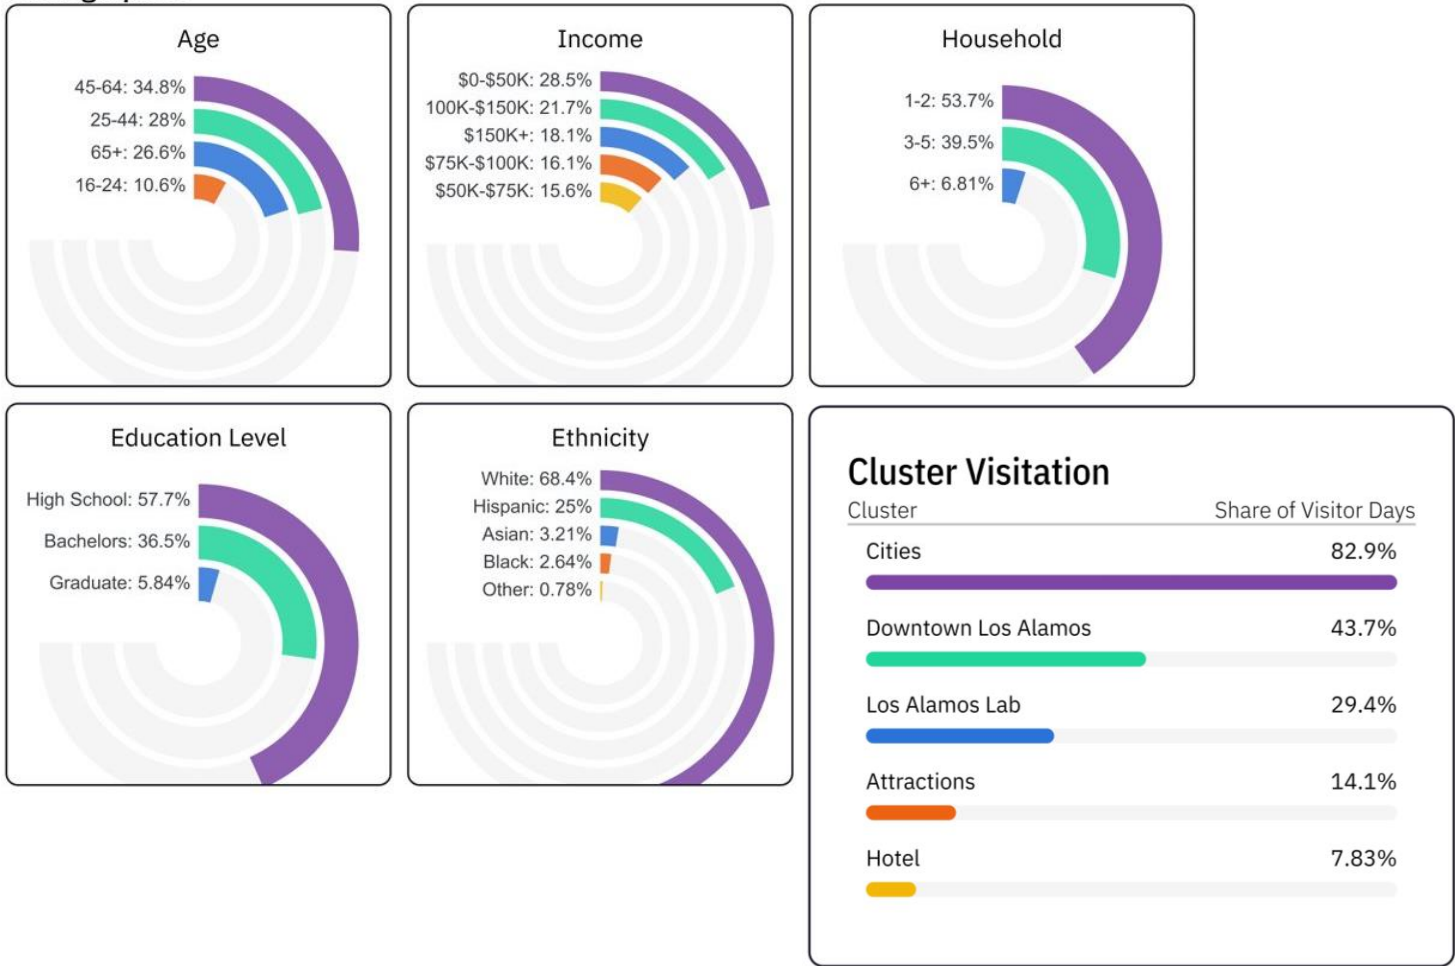 Age
45-64: 34.8%
25-44: 28%
65+: 26.6%
16-24: 10.6%
Income
$0-$50K: 28.5%
100K-$150K: 21.7%
$150K+: 18.1%
$75K-$100K: 16.1%
$50K-$75K: 15.6%
Household
1-2: 53.7%
3-5: 39.5%
6+: 6.81%
Education Level
High School: 57.7%
Bachelors: 36.5%
Graduate: 5.84%
Ethnicity
White: 68.4%
Hispanic: 25%
Asian: 3.21%
Black: 2.64%
Other: 0.78%
Cluster Visitation
Cluster Share of Visitor Days
Cities 82.9%
Downtown Los Alamos 43.7%
Los Alamos Lab 29.4%
Attractions 14.1%
Hotel 7.83%